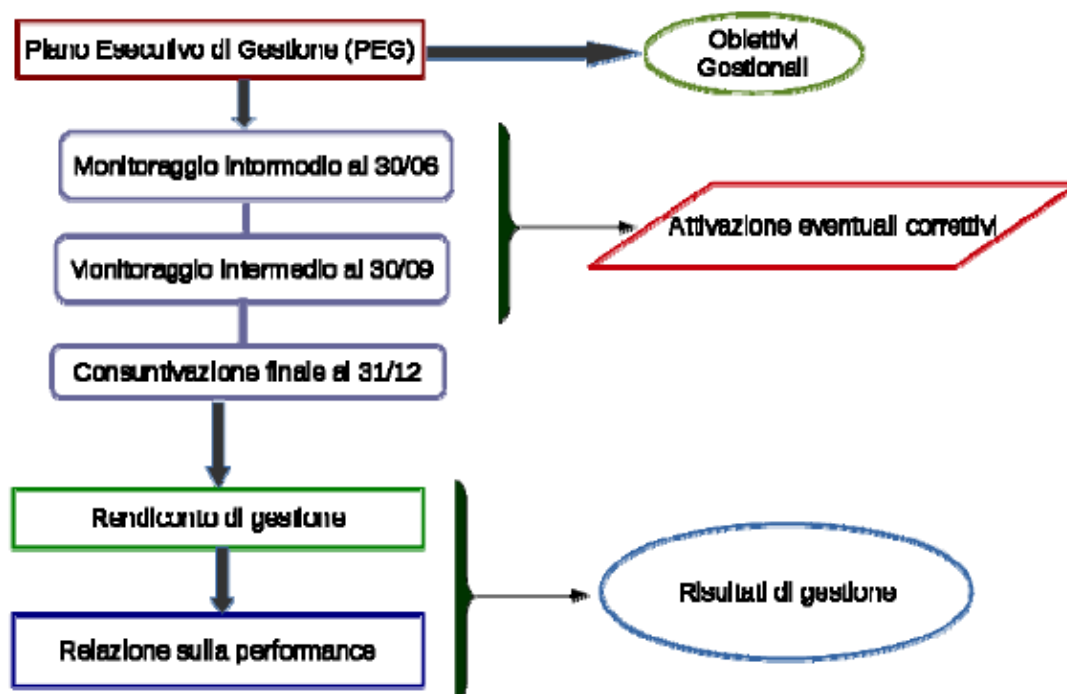 Piano Esecutivo di Gestione (PEG)
Obiettivi
Gestionali
Monitoraggio intermedio al 30/06
Attivazione eventuali correttivi
Monitoraggio intermedio al 30/09
Consuntivazione finale al 31/12
Rendiconto di gestione
Risultati di gestione
Relazione sulla performance